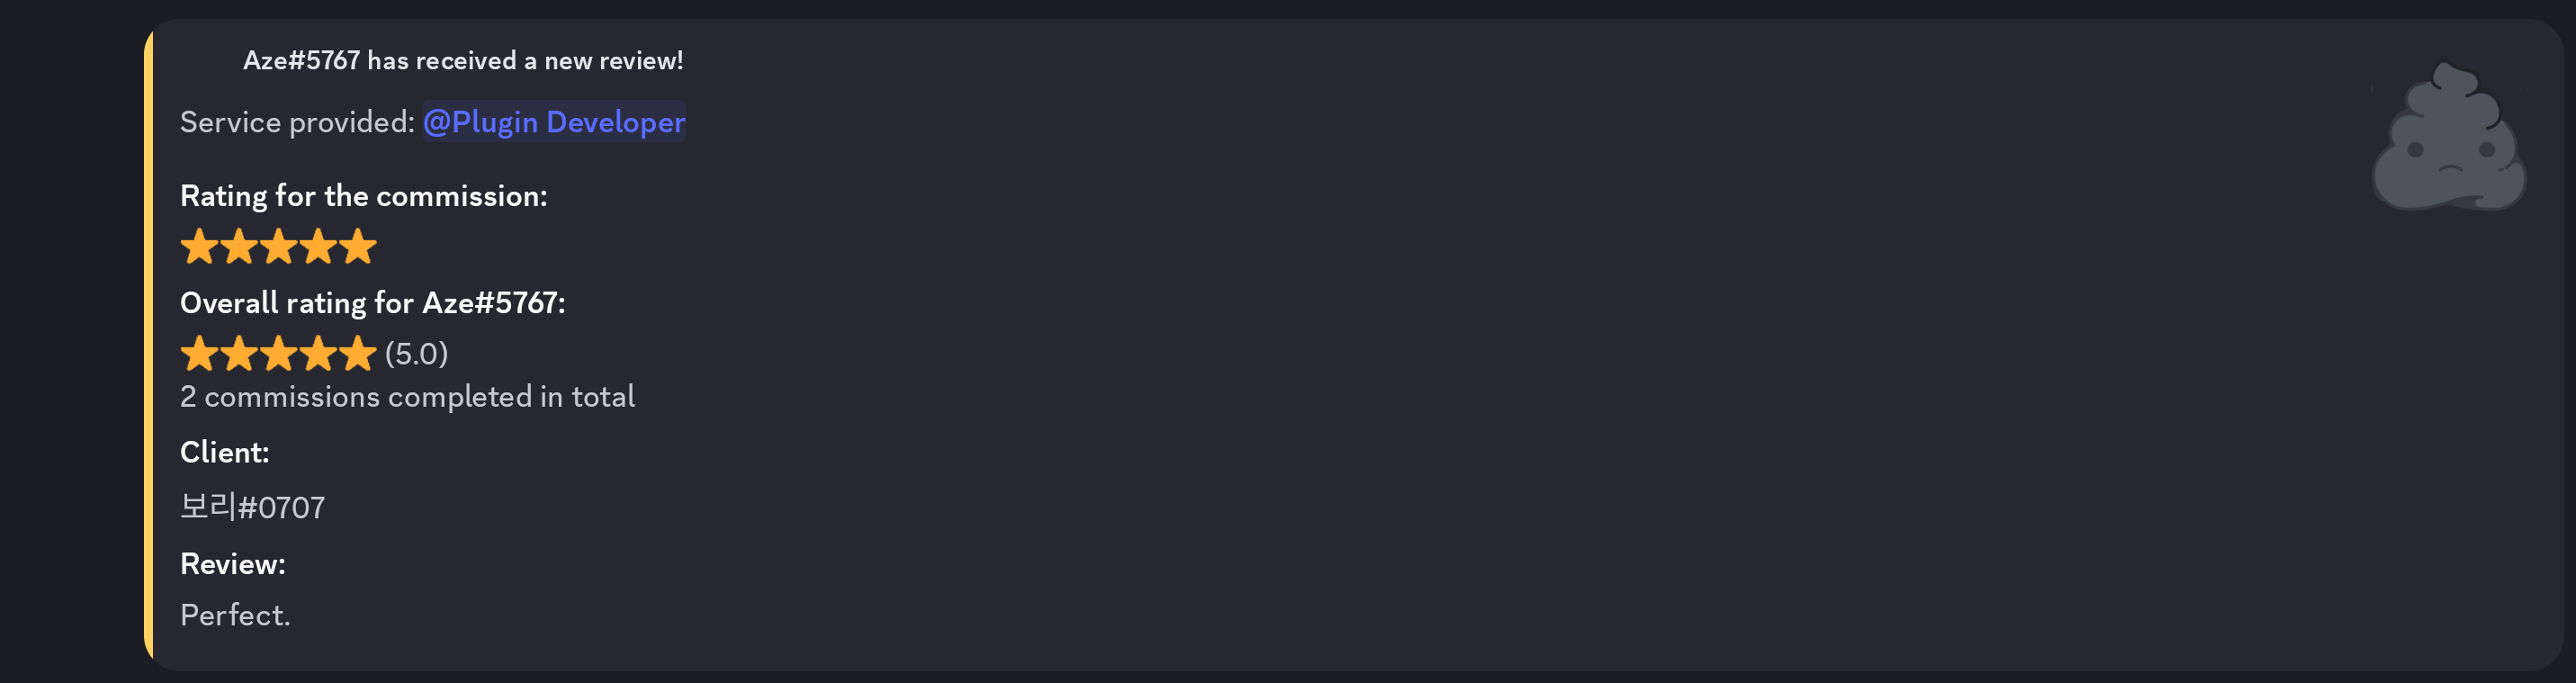 Aze#5767 has received a new review!
Service provided: @Plugin Developer
Rating for the commission:
⭐⭐⭐⭐⭐
Overall rating for Aze#5767:
⭐⭐⭐⭐⭐ (5.0)
2 commissions completed in total
Client:
보리#0707
Review:
Perfect.